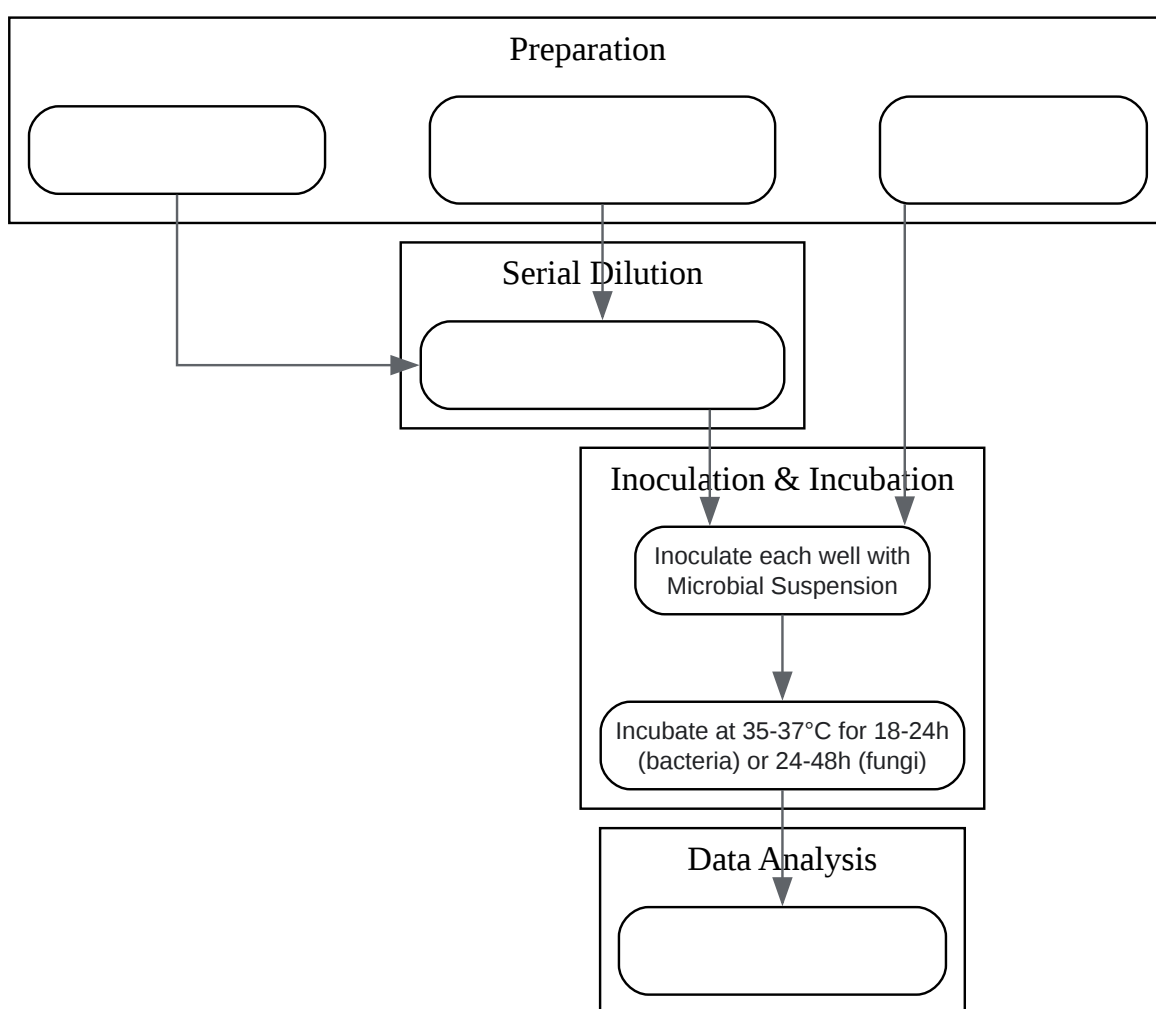 Preparation
Serial Dilution
Inoculation & Incubation
Inoculate each well with
Microbial Suspension
Incubate at 35-37°C for 18-24h
(bacteria) or 24-48h (fungi)
Data Analysis